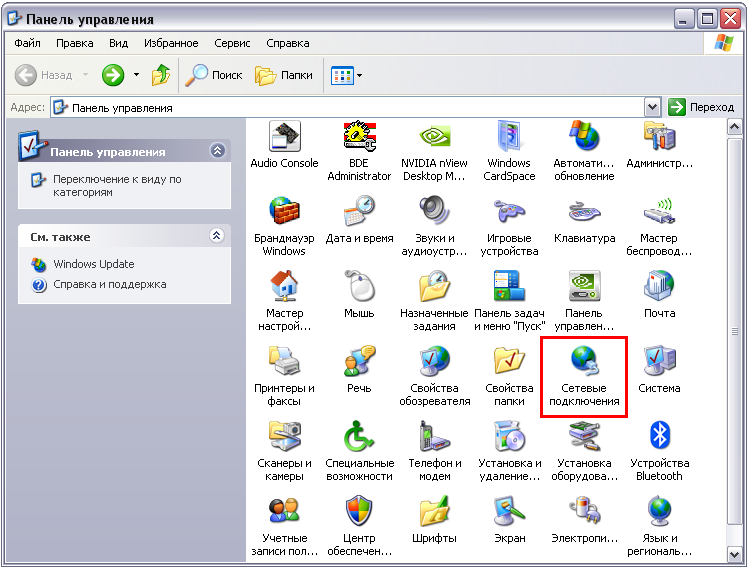 Панель управления
Файл Правка Вид Избранное Сервис Справка
Назад Поиск Папки
Адрес: Панель управления Переход
Панель управления
Переключение к виду по
категориям
См. также
Windows Update
Справка и поддержка
Audio Console
BDE
Administrator
NVIDIA nView
Desktop M...
Windows
CardSpace
Автомати...
обновление
Администр...
Брандмауэр
Windows
Дата и время
Звуки и
аудиоустр...
Игровые
устройства
Клавиатура
Мастер
беспровод...
Мастер
настрой...
Мышь
Назначенные
задания
Панель задач
и меню "Пуск"
Панель
управлен...
Почта
Принтеры и
факсы
Речь
Свойства
обозревателя
Свойства
папки
Сетевые
подключения
Система
Сканеры и
камеры
Специальные
возможности
Телефон и
модем
Установка и
удаление...
Установка
оборудова...
Устройства
Bluetooth
Учетные
записи пол...
Центр
обеспечен...
Шрифты
Экран
Электропи...
Язык и
региональ...